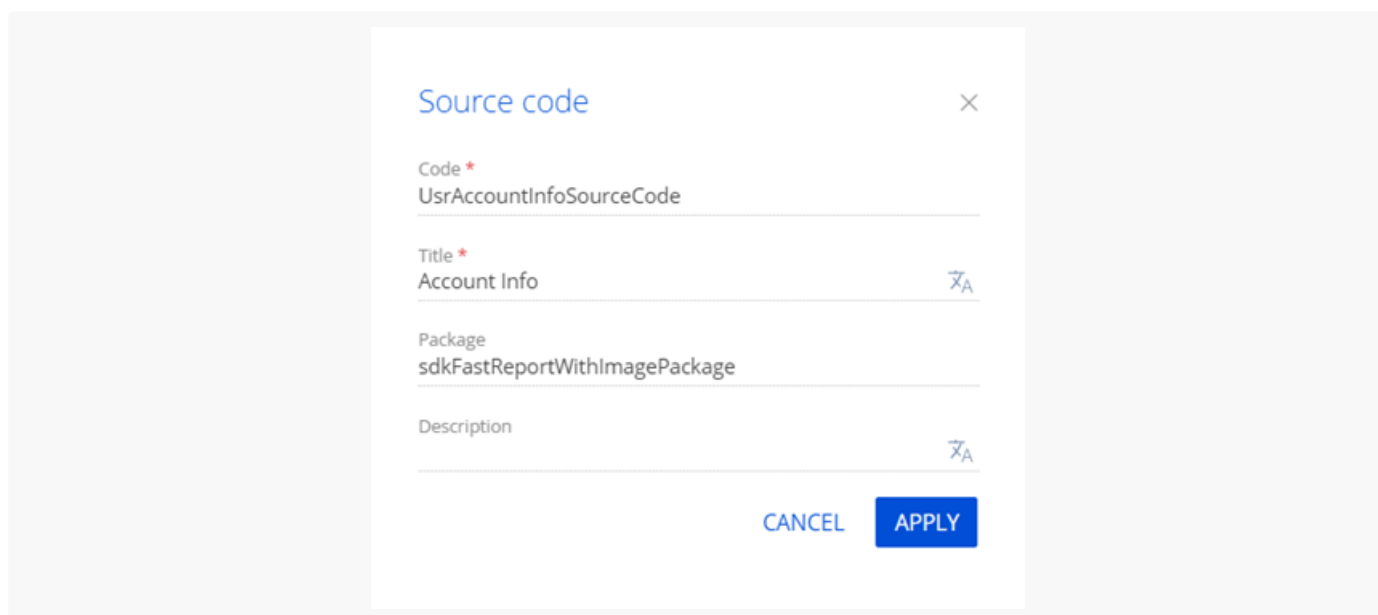 Source code
Code *
UsrAccountInfoSourceCode
Title *
Account Info
Package
sdkFastReportWithImagePackage
Description
CANCEL APPLY